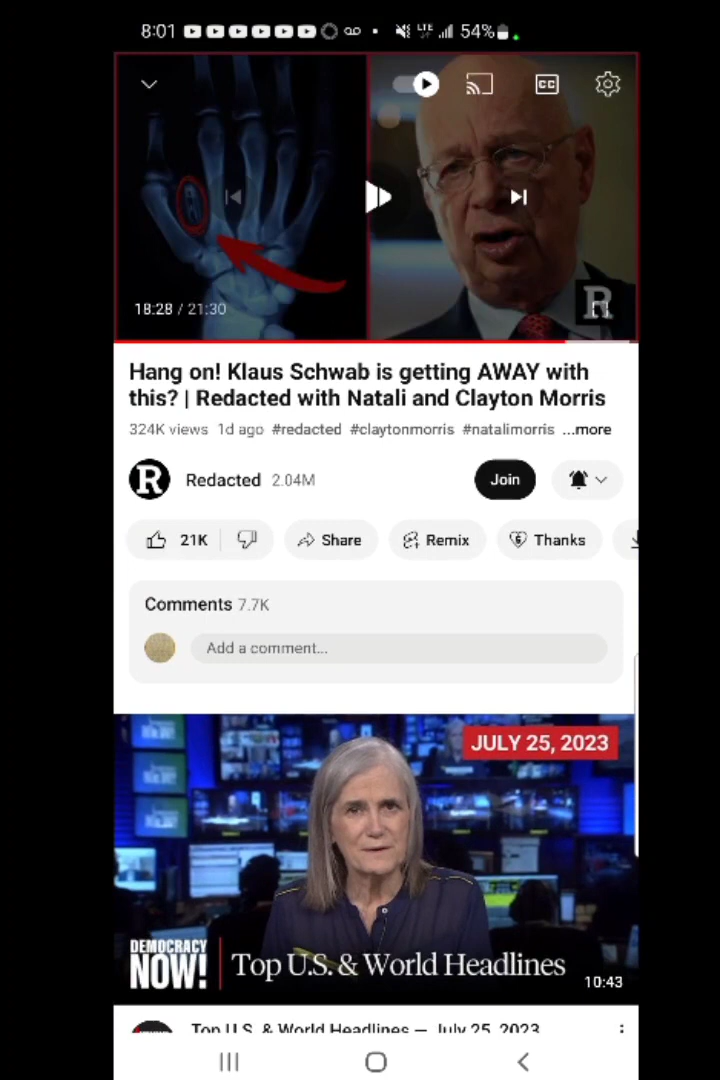 8:01 LTE 54%
CC
R
18:28 / 21:30
Hang on! Klaus Schwab is getting AWAY with
this? | Redacted with Natali and Clayton Morris
324K views 1d ago #redacted #claytonmorris #natalimorris ...more
R Redacted 2.04M Join
21K Share Remix Thanks
Comments 7.7K
Add a comment...
JULY 25, 2023
DEMOCRACY
NOW! Top U.S. & World Headlines
10:43
Top U.S. & World Headlines — July 25, 2023